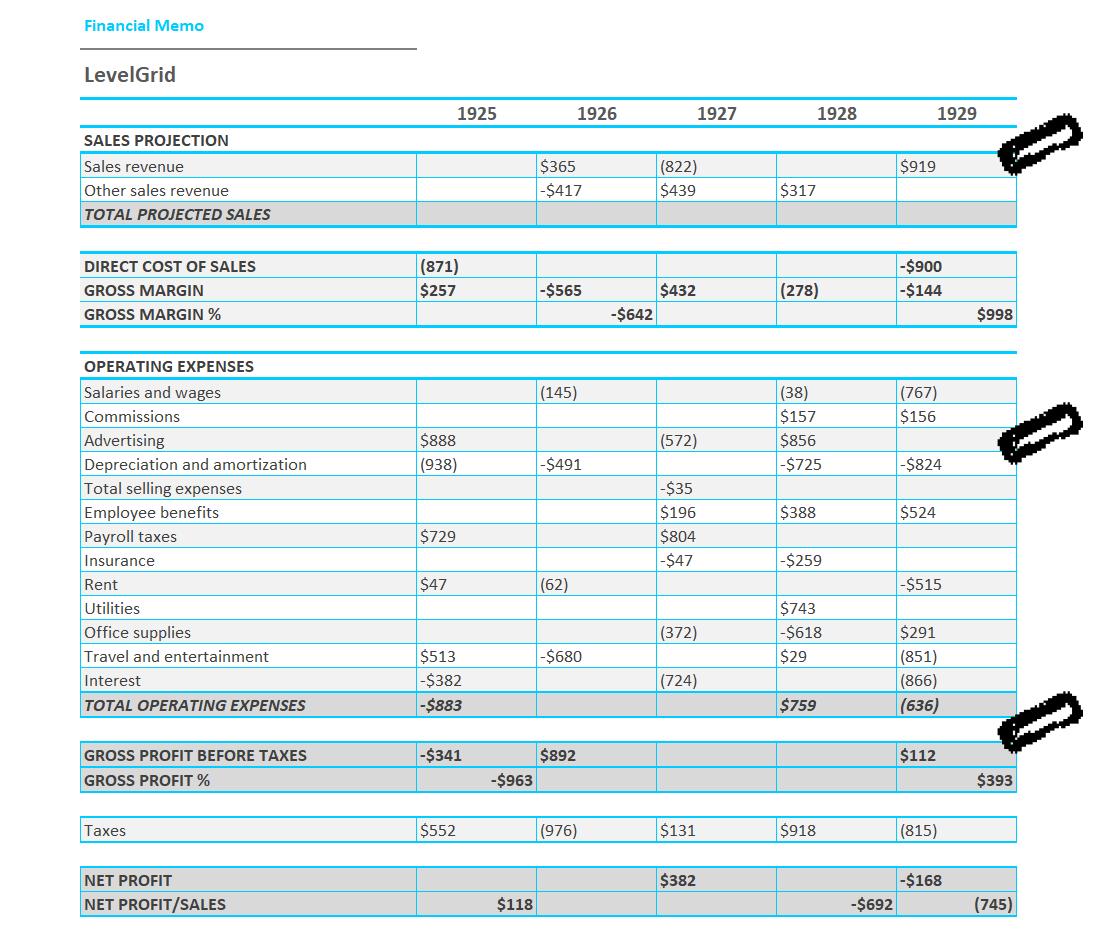 Financial Memo
LevelGrid
1925 1926 1927 1928 1929
SALES PROJECTION
Sales revenue $365 (822) $919
Other sales revenue -$417 $439 $317
TOTAL PROJECTED SALES
DIRECT COST OF SALES (871) -$900
GROSS MARGIN $257 -$565 $432 (278) -$144
GROSS MARGIN % -$642 $998
OPERATING EXPENSES
Salaries and wages (145) (38) (767)
Commissions $157 $156
Advertising $888 (572) $856
Depreciation and amortization (938) -$491 -$725 -$824
Total selling expenses -$35
Employee benefits $196 $388 $524
Payroll taxes $729 $804
Insurance -$47 -$259
Rent $47 (62) -$515
Utilities $743
Office supplies (372) -$618 $291
Travel and entertainment $513 -$680 $29 (851)
Interest -$382 (724) (866)
TOTAL OPERATING EXPENSES -$883 $759 (636)
GROSS PROFIT BEFORE TAXES -$341 $892 $112
GROSS PROFIT % -$963 $393
Taxes $552 (976) $131 $918 (815)
NET PROFIT $382 -$168
NET PROFIT/SALES $118 -$692 (745)